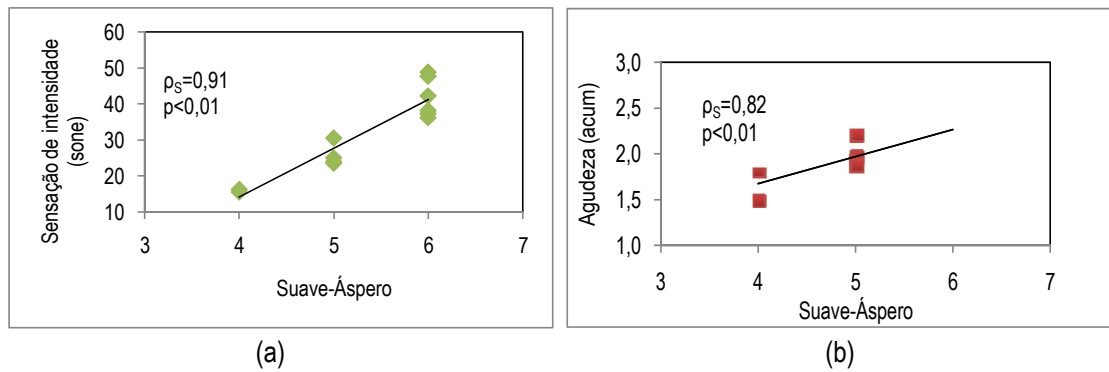 Sensação de intensidade
(sone)
60
50
40
30
20
10
ρS=0,91
p<0,01
3 4 5 6 7
Suave-Áspero
(a)
Agudeza (acum)
3,0
2,5
2,0
1,5
1,0
ρS=0,82
p<0,01
3 4 5 6 7
Suave-Áspero
(b)